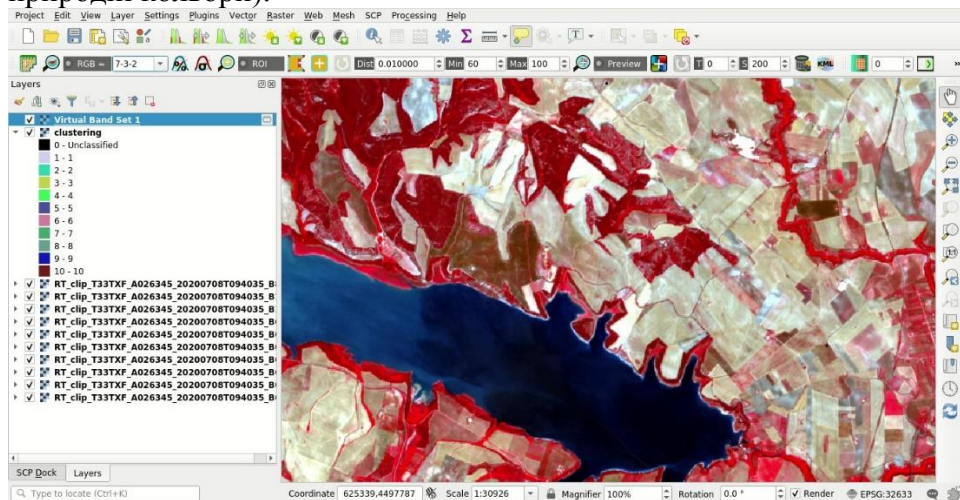 природні кольори).
Project Edit View Layer Settings Plugins Vector Raster Web Mesh SCP Processing Help
RGB = 7-3-2 ROI Dist 0.010000 Min 60 Max 100 Preview T 0 S 200 KML 0 »
Layers
Virtual Band Set 1
clustering
0 - Unclassified
1 - 1
2 - 2
3 - 3
4 - 4
5 - 5
6 - 6
7 - 7
8 - 8
9 - 9
10 - 10
RT_clip_T33TXF_A026345_20200708T094035_B
RT_clip_T33TXF_A026345_20200708T094035_B
RT_clip_T33TXF_A026345_20200708T094035_B
RT_clip_T33TXF_A026345_20200708T094035_B
RT_clip_T33TXF_A026345_20200708T094035_B
RT_clip_T33TXF_A026345_20200708T094035_B
RT_clip_T33TXF_A026345_20200708T094035_B
RT_clip_T33TXF_A026345_20200708T094035_B
RT_clip_T33TXF_A026345_20200708T094035_B
RT_clip_T33TXF_A026345_20200708T094035_B
SCP Dock Layers
Type to locate (Ctrl+K) Coordinate 625339,4497787 Scale 1:30926 Magnifier 100% Rotation 0.0 ° Render EPSG:32633